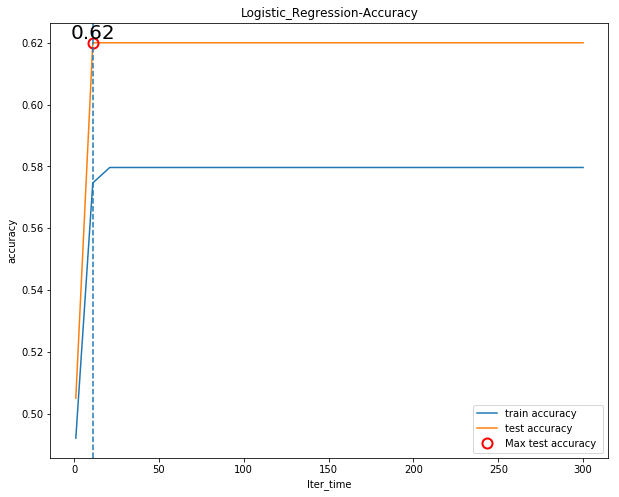 Logistic_Regression-Accuracy
0.62
0.62
0.60
0.58
0.56
0.54
0.52
0.50
accuracy
0
50
100
150
200
250
300
Iter_time
train accuracy
test accuracy
Max test accuracy